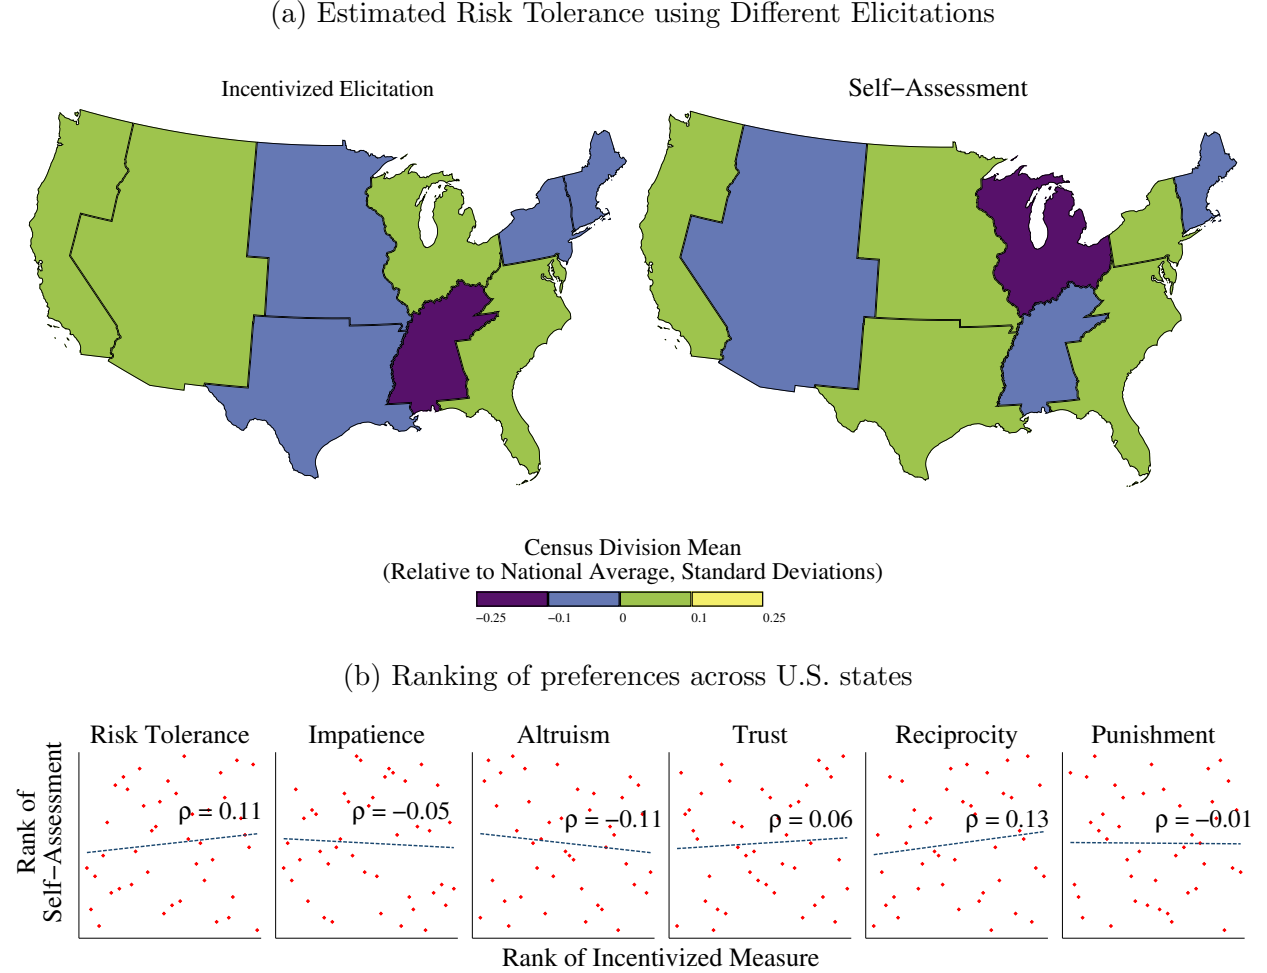 (a) Estimated Risk Tolerance using Different Elicitations
Incentivized Elicitation
Self−Assessment
Census Division Mean
(Relative to National Average, Standard Deviations)
−0.25 −0.1 0 0.1 0.25
(b) Ranking of preferences across U.S. states
Rank of
Self−Assessment
Risk Tolerance
ρ = 0.11
Impatience
ρ = −0.05
Altruism
ρ = −0.11
Trust
ρ = 0.06
Reciprocity
ρ = 0.13
Punishment
ρ = −0.01
Rank of Incentivized Measure